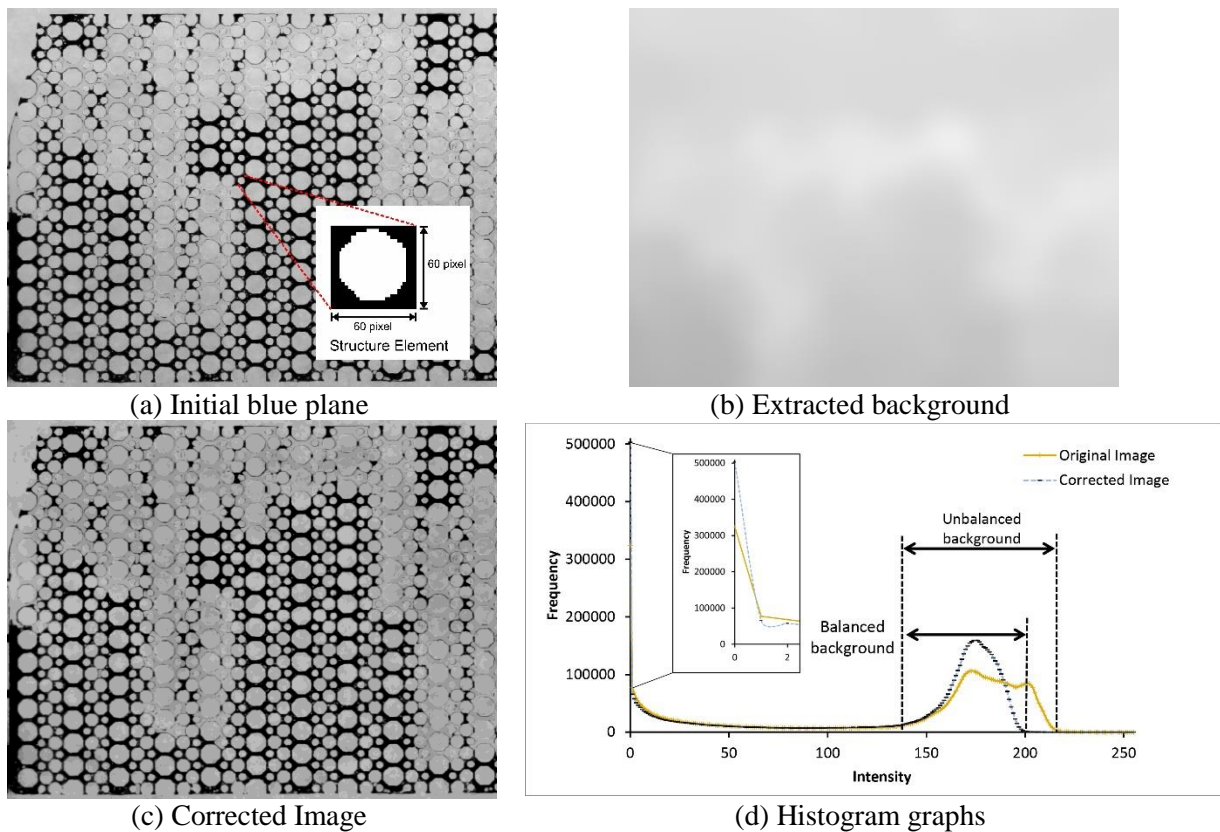 60 pixel
60 pixel
Structure Element
(a) Initial blue plane
(b) Extracted background
(c) Corrected Image
500000
400000
300000
200000
100000
0
Frequency
0
50
100
150
200
250
Intensity
500000
400000
300000
200000
100000
0
Frequency
0
2
Original Image
Corrected Image
Unbalanced
background
Balanced
background
(d) Histogram graphs